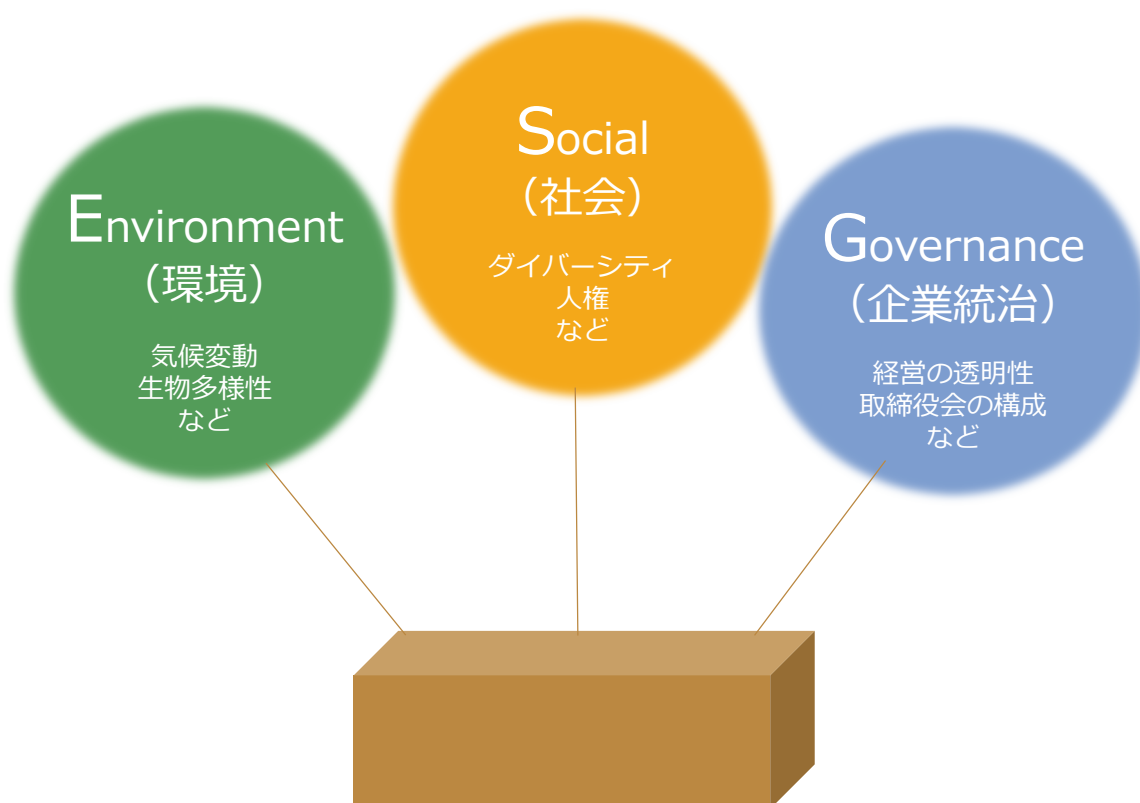 Environment
（環境）
気候変動
生物多様性
など
Social
（社会）
ダイバーシティ
人権
など
Governance
（企業統治）
経営の透明性
取締役会の構成
など